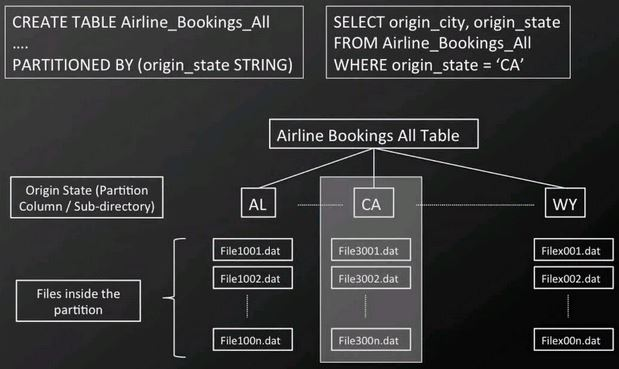 CREATE TABLE Airline_Bookings_All
....
PARTITIONED BY (origin_state STRING)
SELECT origin_city, origin_state
FROM Airline_Bookings_All
WHERE origin_state = ‘CA’
Airline Bookings All Table
Origin State (Partition
Column / Sub-directory)
AL
CA
WY
File1001.dat
File3001.dat
Filex001.dat
File1002.dat
File3002.dat
Filex002.dat
Files inside the
partition
File100n.dat
File300n.dat
Filex00n.dat